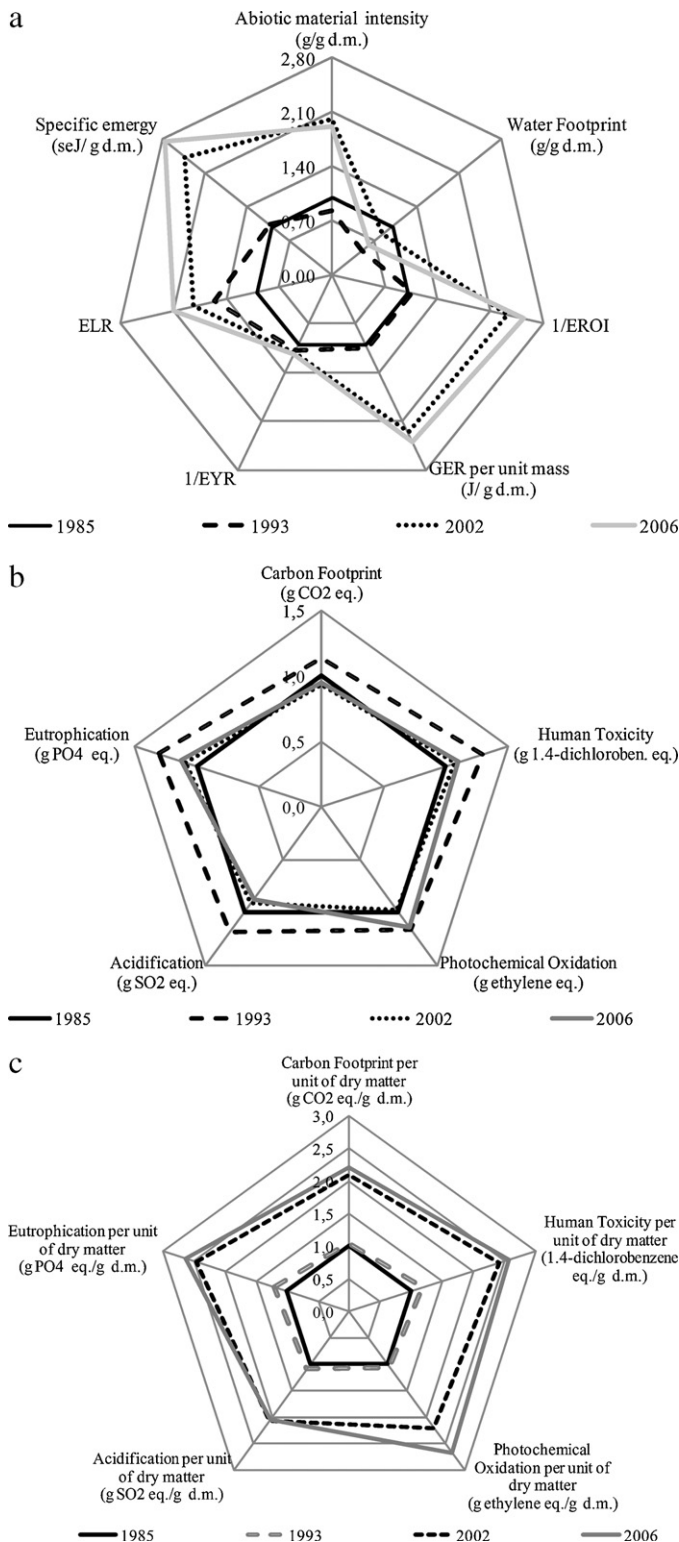 a
Abiotic material intensity
(g/g d.m.)
2,80
Water Footprint
(g/g d.m.)
2,10
Specific emergy
(seJ/ g d.m.)
1,40
0,70
0,00
ELR
1/EROI
1/EYR
GER per unit mass
(J/ g d.m.)
1985
1993
2002
2006
b
Carbon Footprint
(g CO2 eq.)
1,5
1,0
Eutrophication
(g PO4 eq.)
Human Toxicity
(g 1.4-dichloroben. eq.)
0,5
0,0
Acidification
(g SO2 eq.)
Photochemical Oxidation
(g ethylene eq.)
1985
1993
2002
2006
c
Carbon Footprint per
unit of dry matter
(g CO2 eq./g d.m.)
3,0
2,5
2,0
Eutrophication per unit
of dry matter
(g PO4 eq./g d.m.)
Human Toxicity per
unit of dry matter
(1.4-dichlorobenzene
eq./g d.m.)
1,5
1,0
0,5
0,0
Acidification per unit
of dry matter
(g SO2 eq./g d.m.)
Photochemical
Oxidation per unit of
dry matter
(g ethylene eq./g d.m.)
1985
1993
2002
2006